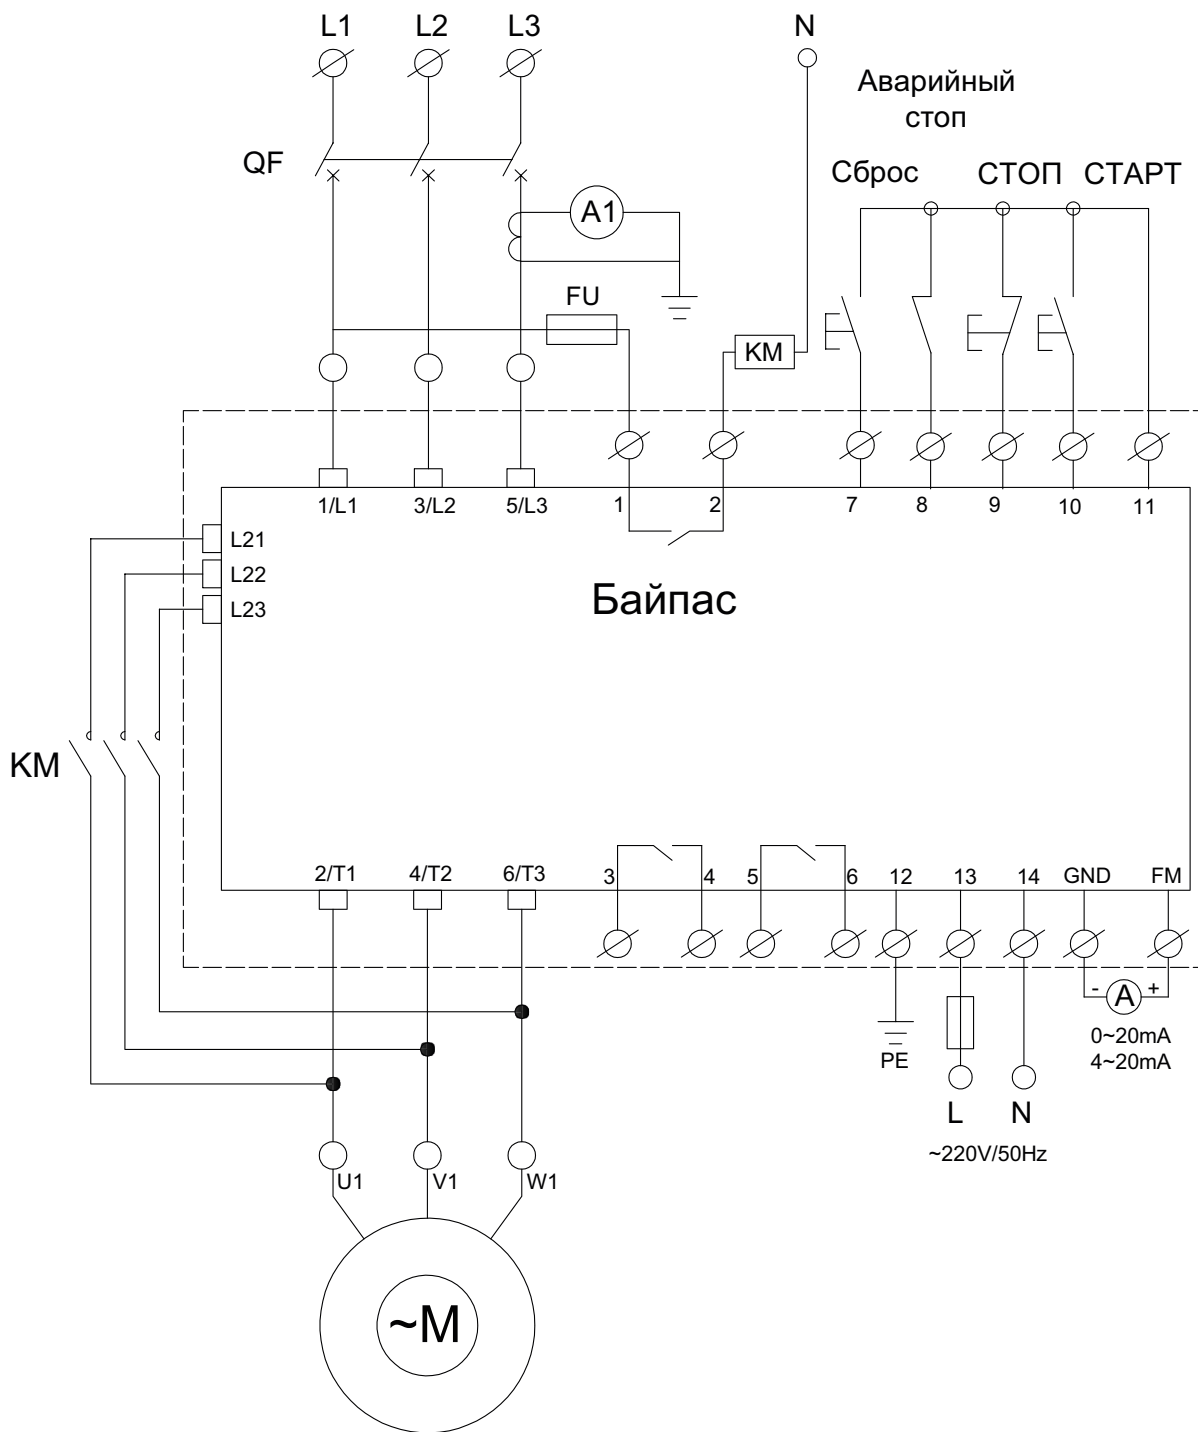 L1 L2 L3 N
Аварийный
стоп
QF
Сброс СТОП СТАРТ
A1
FU
KM
1/L1 3/L2 5/L3 1 2 7 8 9 10 11
L21
L22
L23
Байпас
KM
2/T1 4/T2 6/T3 3 4 5 6 12 13 14 GND FM
- A +
0~20mA
4~20mA
PE
L N
~220V/50Hz
U1 V1 W1
~M